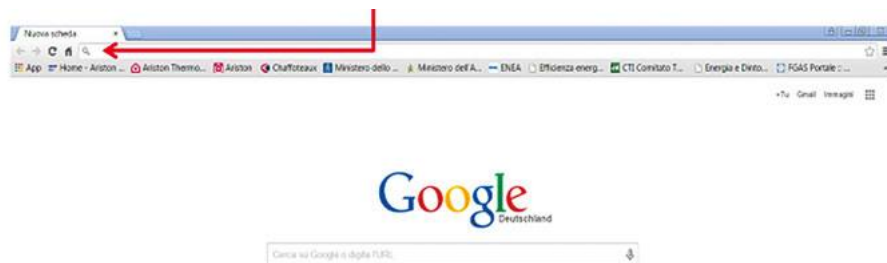 Nuova scheda
App Home - Ariston ... Ariston Thermo... Ariston Chaffoteaux Ministero dello ... Ministero dell'A... ENEA Efficienza energ... CTI Comitato T... Energia e Dinto... FGAS Portale :: ...
+Tu Gmail Immagini
Google
Deutschland
Cerca su Google o digita l'URL